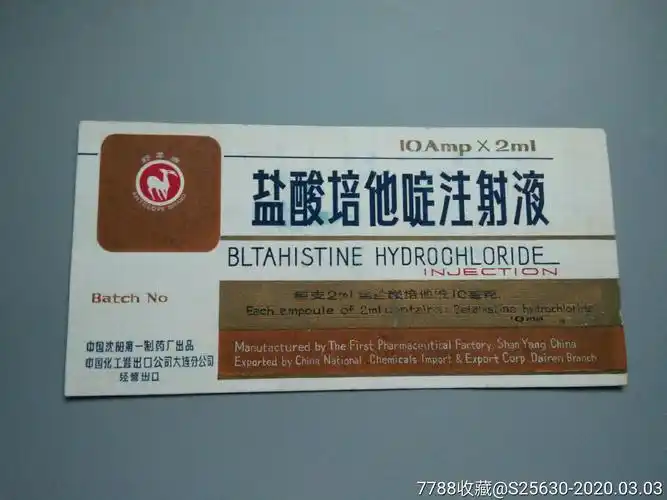 10Amp×2ml
野羊牌
ANTELOPE BRAND
盐酸培他啶注射液
BLTAHISTINE HYDROCHLORIDE
INJECTION
Batch No
每支2ml含盐酸培他啶10毫克
Each ampoule of 2ml contains: Betahistine hydrochloride
10mg
中国沈阳第一制药厂出品
中国化工进出口公司大连分公司
经营出口
Manufactured by The First Pharmaceutical Factory, Shan Yang China
Exported by China National Chemicals Import & Export Corp. Dairen Branch
7788收藏@S25630-2020.03.03